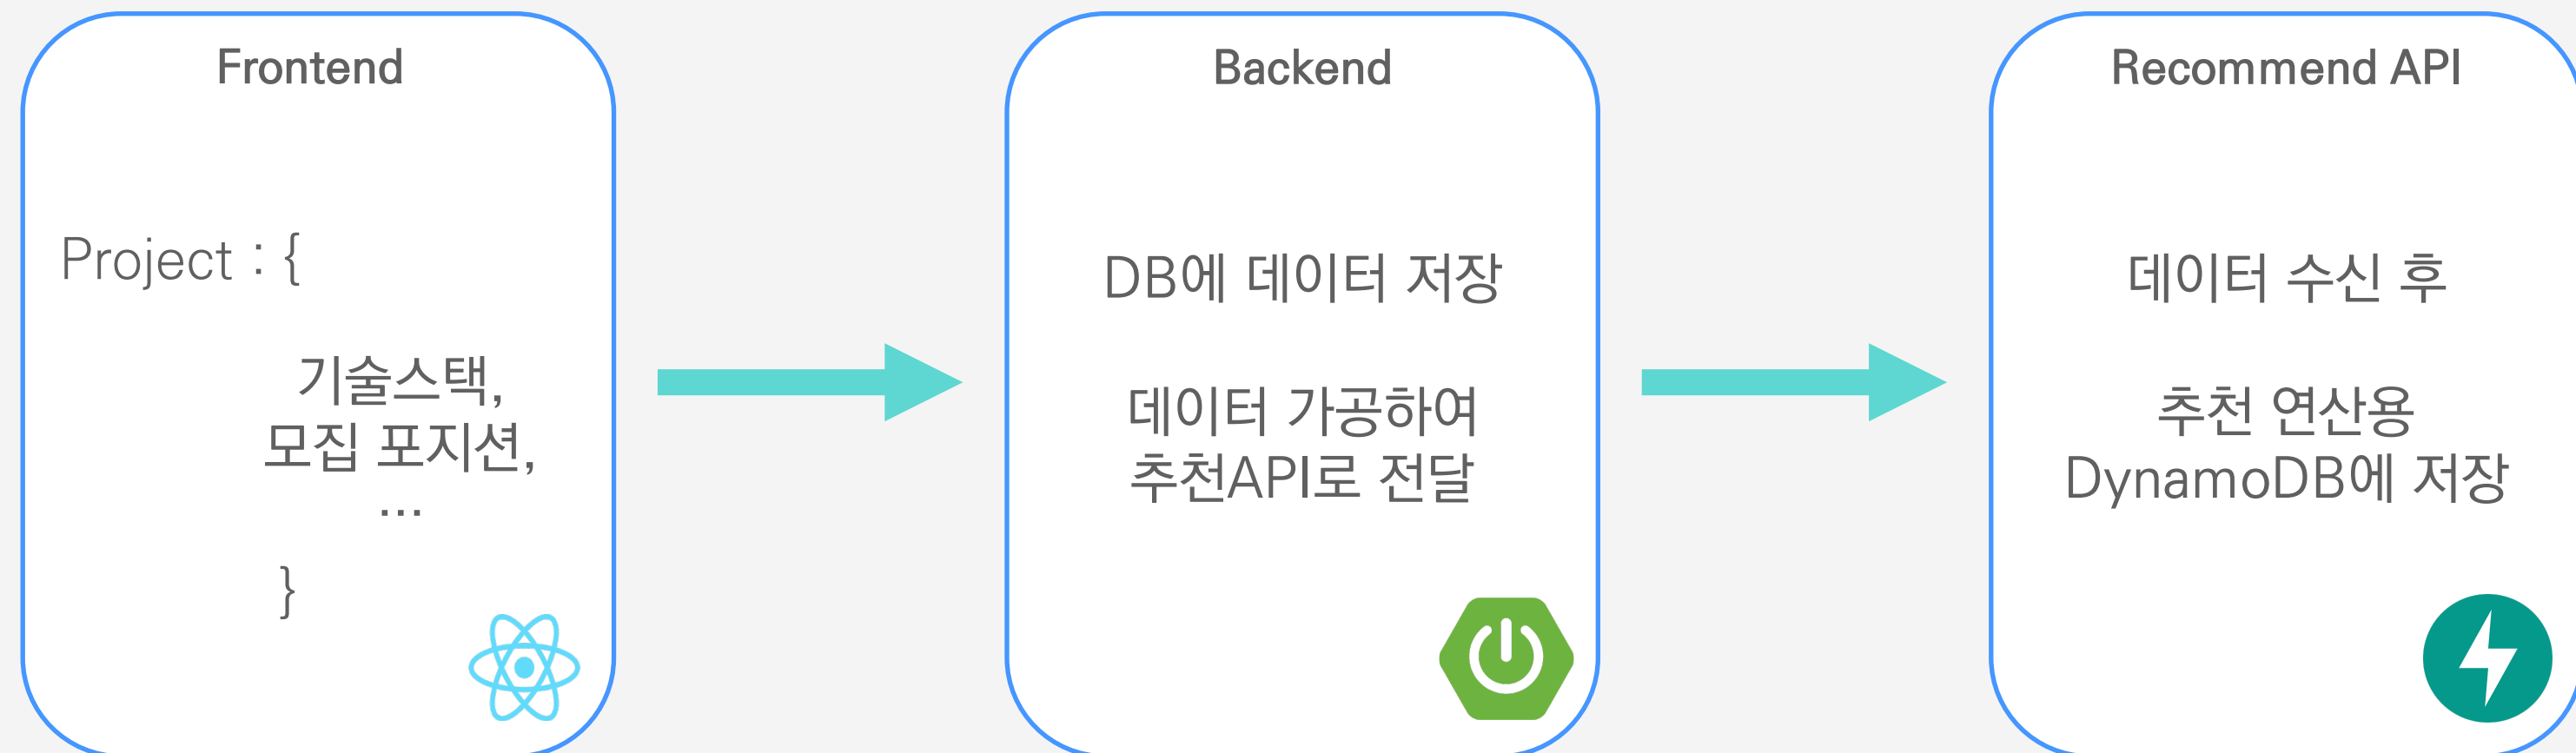 Frontend
Project : {
기술스택,
모집 포지션,
...
}
Backend
DB에 데이터 저장
데이터 가공하여
추천API로 전달
Recommend API
데이터 수신 후
추천 연산용
DynamoDB에 저장